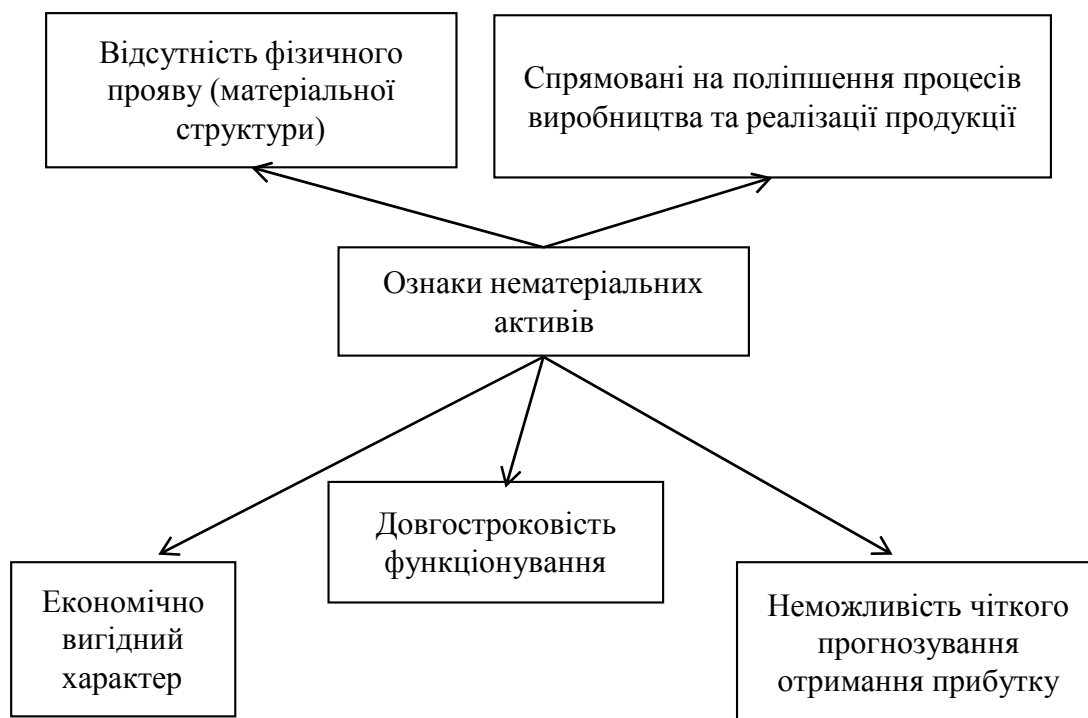 Відсутність фізичного
прояву (матеріальної
структури)
Спрямовані на поліпшення процесів
виробництва та реалізації продукції
Ознаки нематеріальних
активів
Довгостроковість
функціонування
Економічно
вигідний
характер
Неможливість чіткого
прогнозування
отримання прибутку